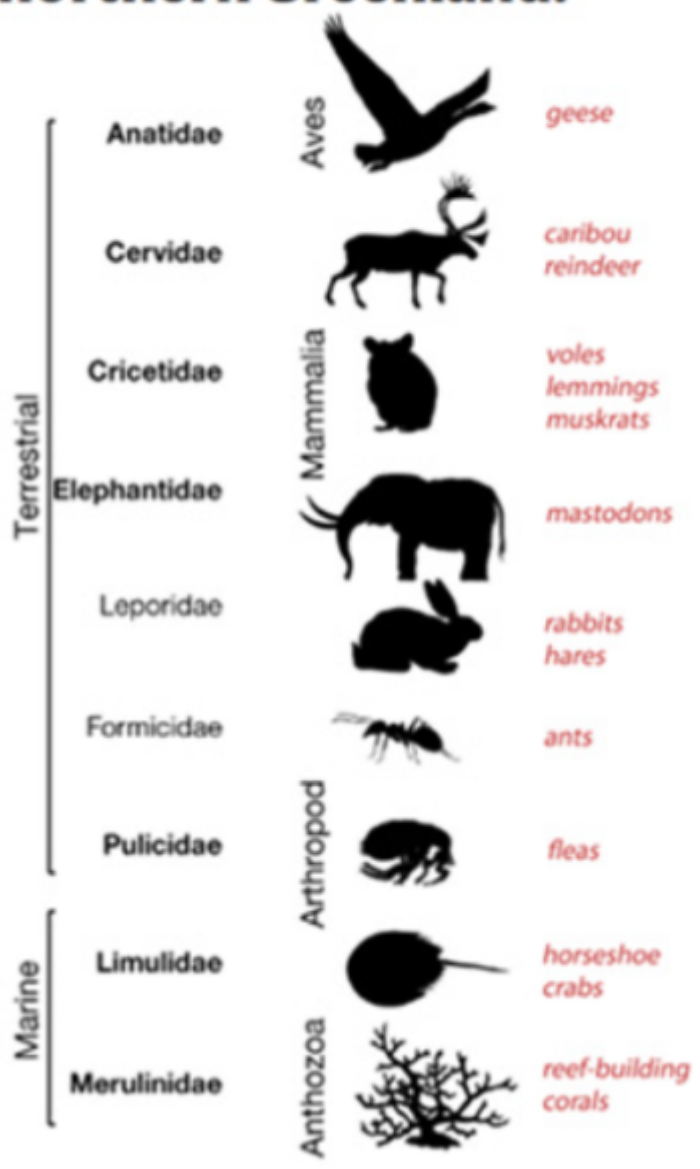 Anatidae
Aves
geese
Cervidae
caribou
reindeer
Cricetidae
Mammalia
voles
lemmings
muskrats
Terrestrial
Elephantidae
mastodons
Leporidae
rabbits
hares
Formicidae
ants
Pulicidae
Arthropod
fleas
Limulidae
horseshoe
crabs
Marine
Merulinidae
Anthozoa
reef-building
corals